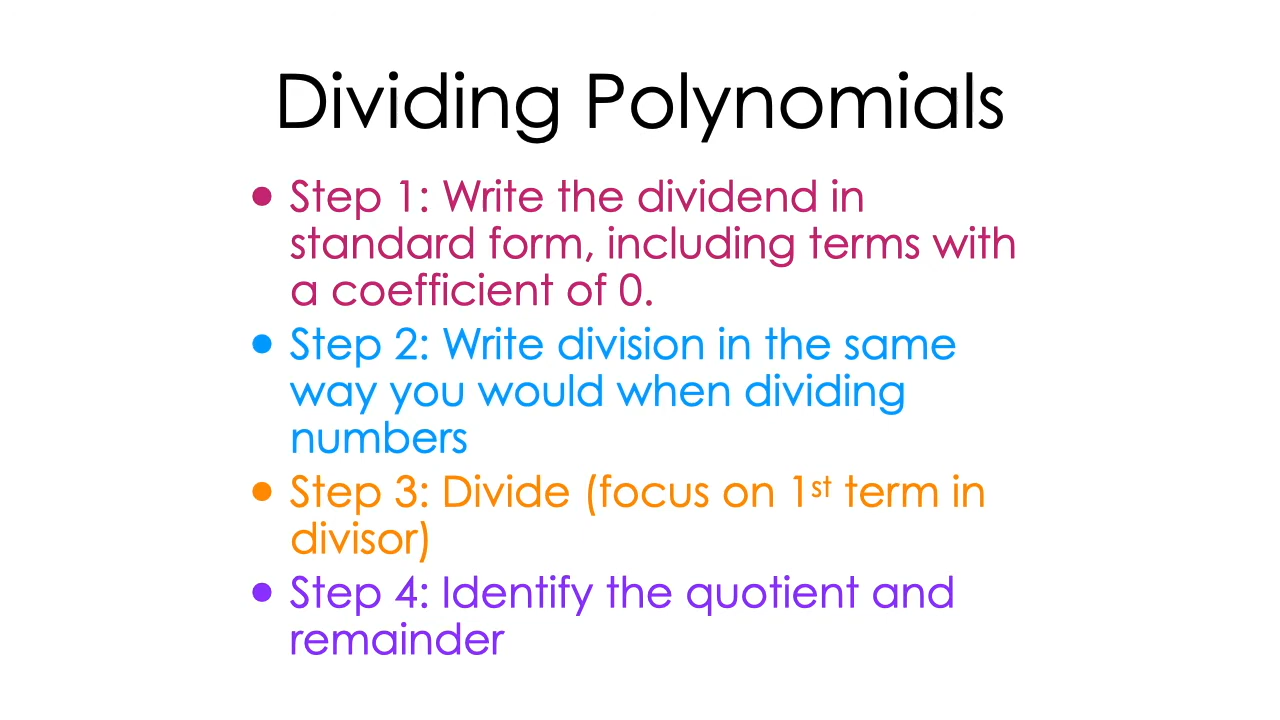 Dividing Polynomials
• Step 1: Write the dividend in
standard form, including terms with
a coefficient of 0.
• Step 2: Write division in the same
way you would when dividing
numbers
• Step 3: Divide (focus on 1st term in
divisor)
• Step 4: Identify the quotient and
remainder